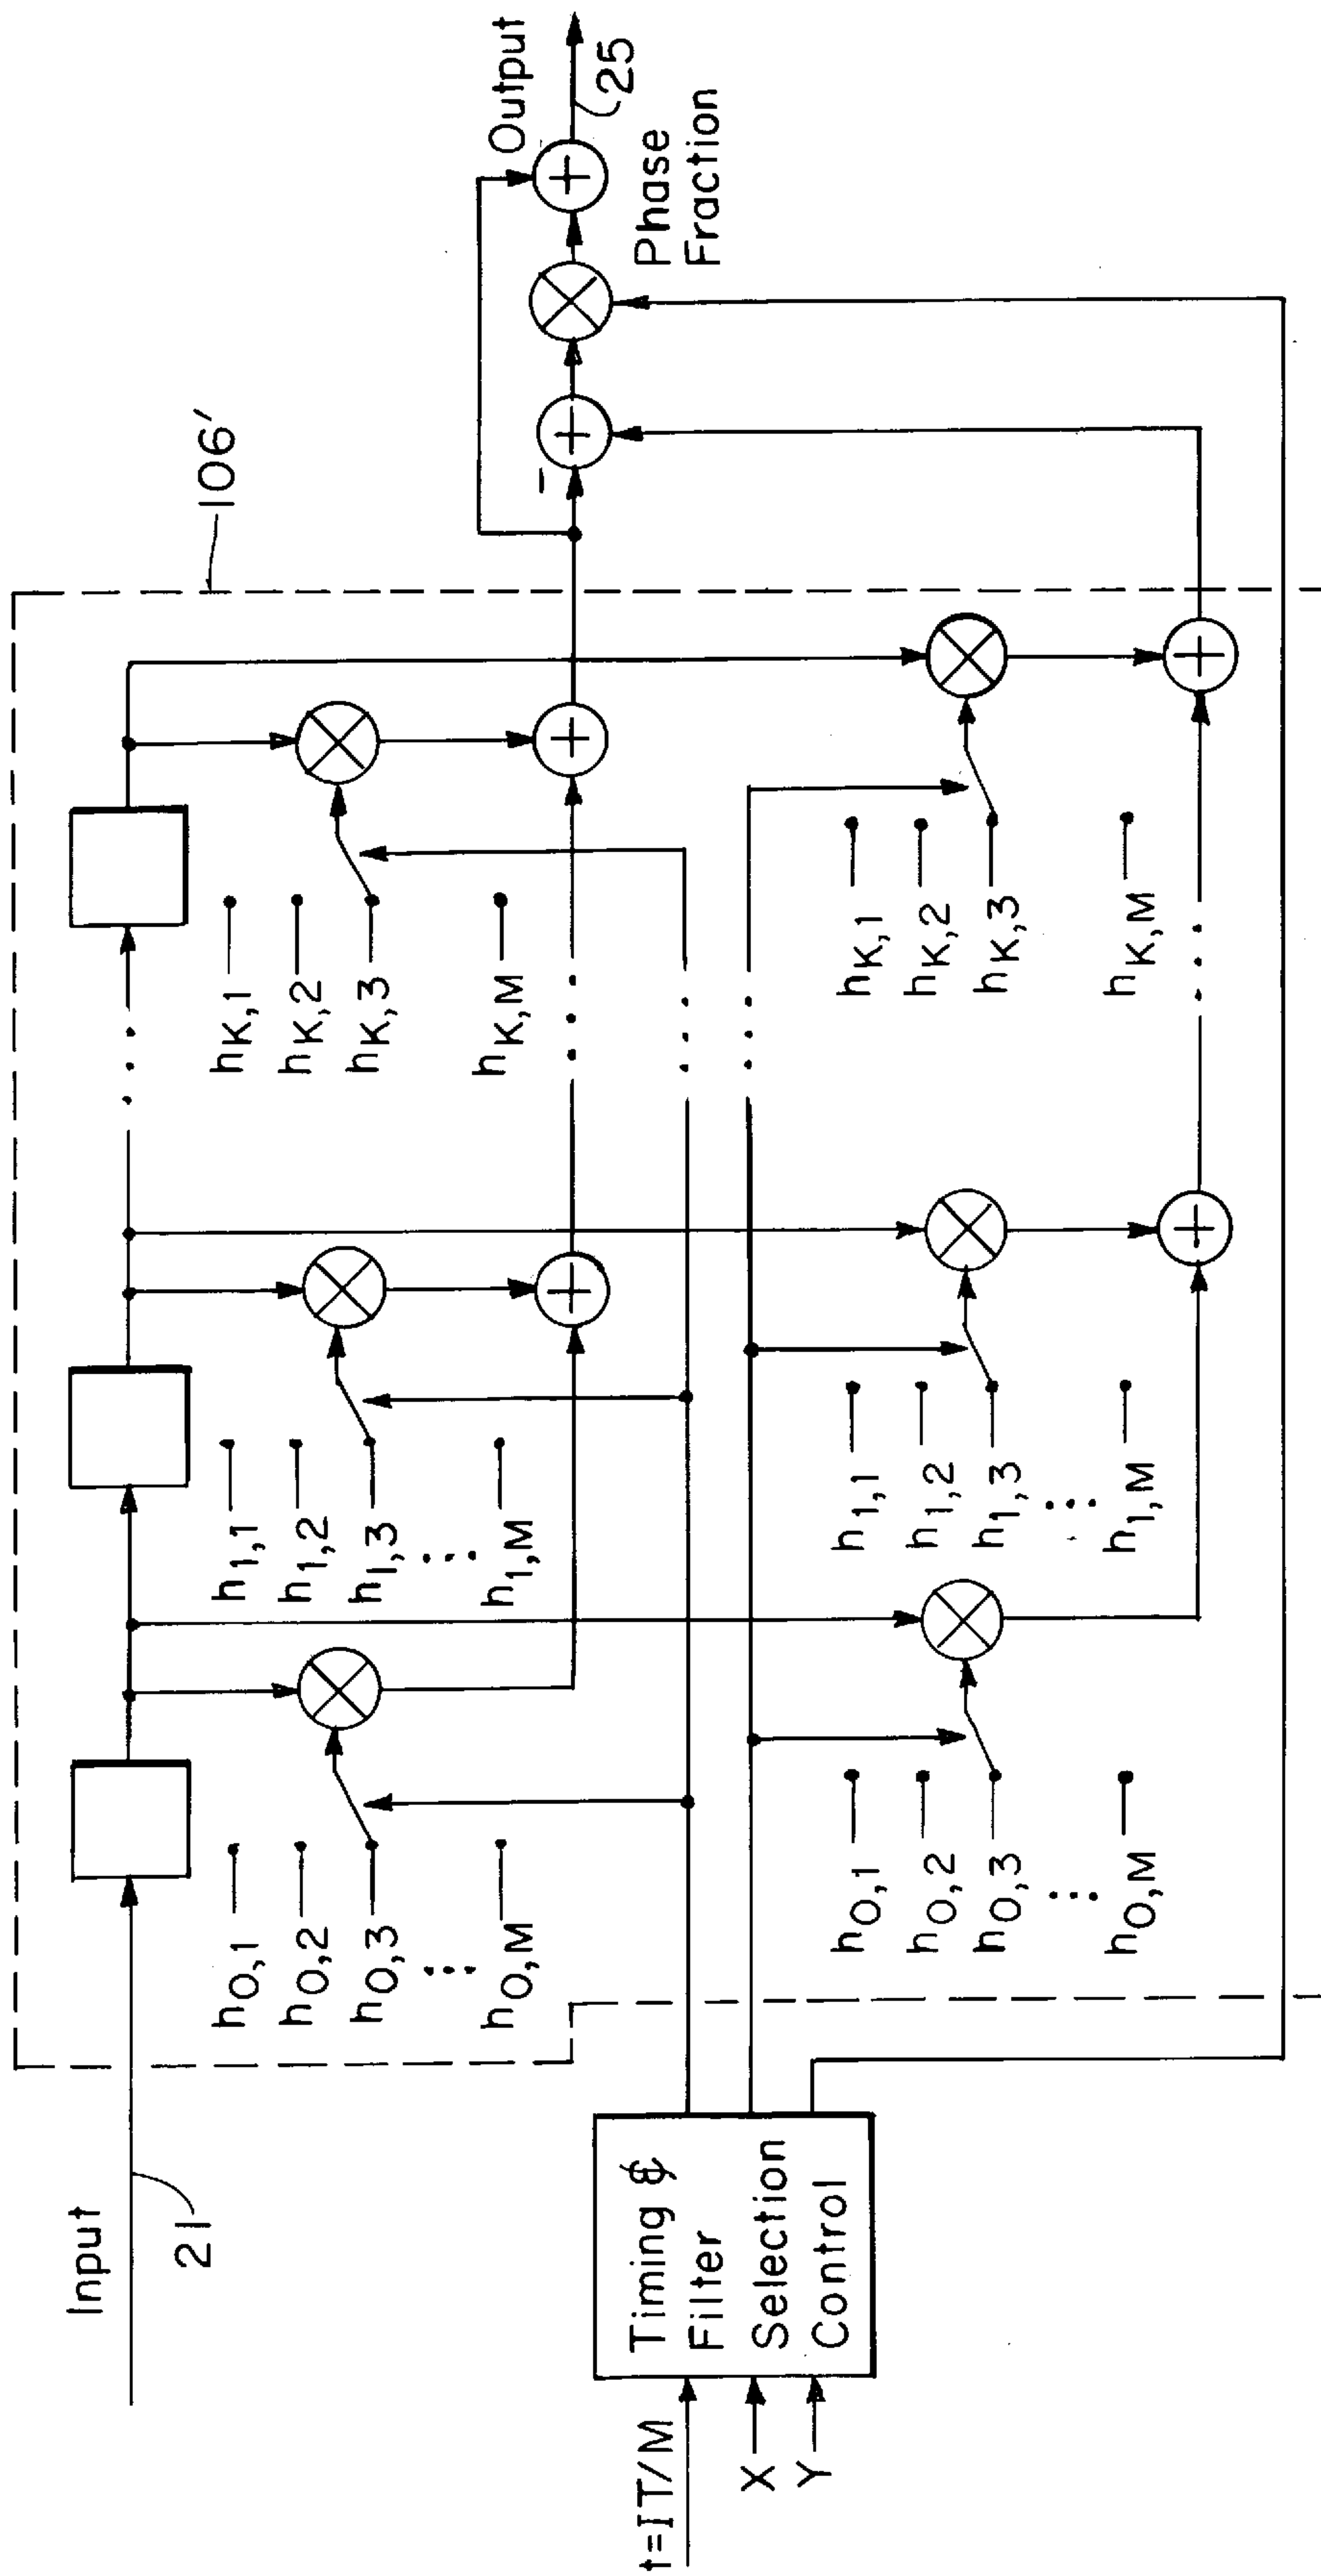 Input
21
106'
Output
25
Phase
Fraction
h0,1
h0,2
h0,3
⋮
h0,M
h1,1
h1,2
h1,3
⋮
h1,M
hK,1
hK,2
hK,3
hK,M
t=IT/M
X
Y
Timing &
Filter
Selection
Control
h0,1
h0,2
h0,3
⋮
h0,M
h1,1
h1,2
h1,3
⋮
h1,M
hK,1
hK,2
hK,3
hK,M